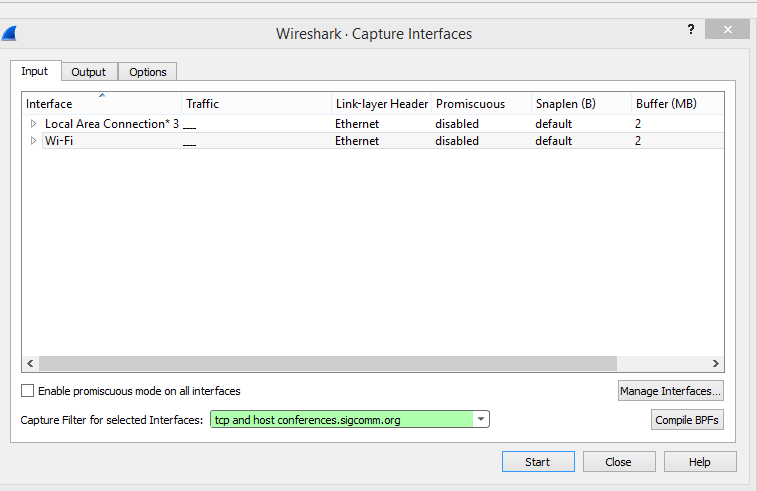 Wireshark · Capture Interfaces
?
Input Output Options
Interface Traffic Link-layer Header Promiscuous Snaplen (B) Buffer (MB)
Local Area Connection* 3 Ethernet disabled default 2
Wi-Fi Ethernet disabled default 2
Enable promiscuous mode on all interfaces Manage Interfaces...
Capture Filter for selected Interfaces: tcp and host conferences.sigcomm.org Compile BPFs
Start Close Help